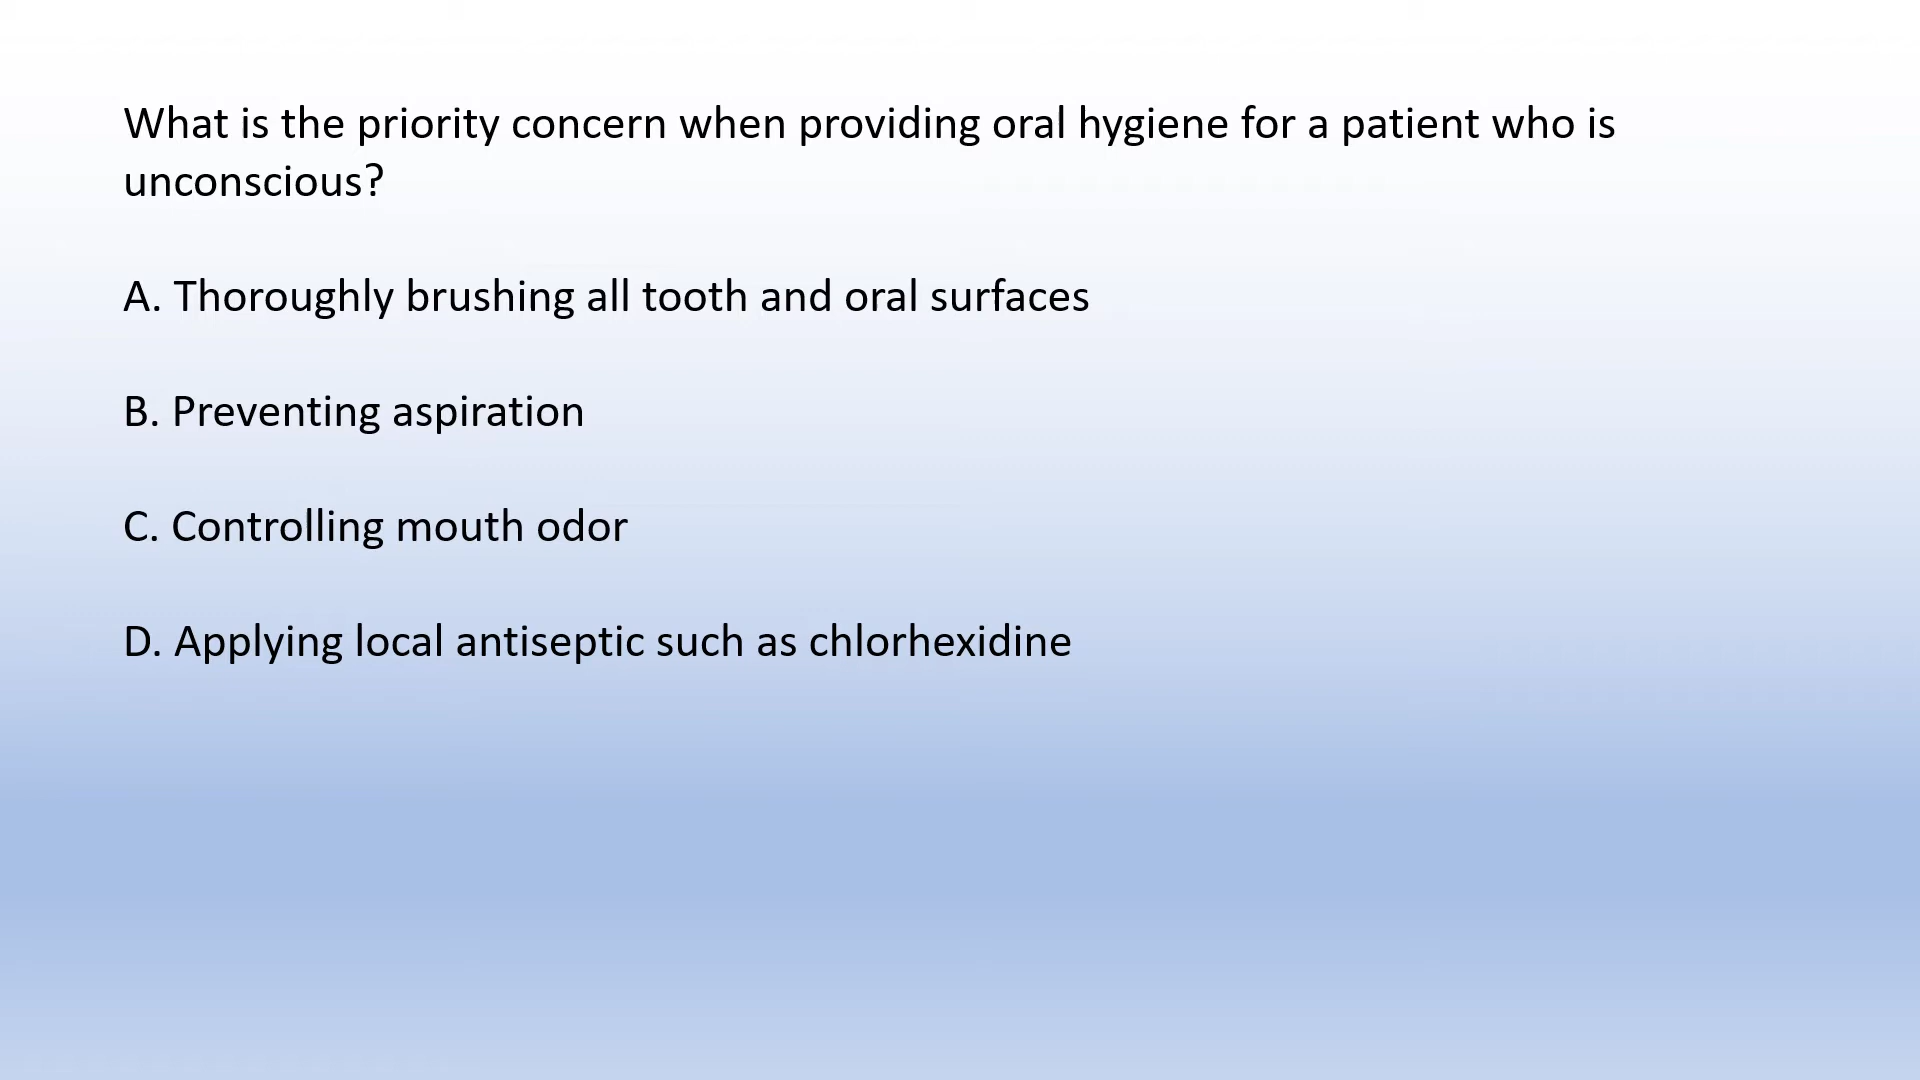 What is the priority concern when providing oral hygiene for a patient who is
unconscious?
A. Thoroughly brushing all tooth and oral surfaces
B. Preventing aspiration
C. Controlling mouth odor
D. Applying local antiseptic such as chlorhexidine